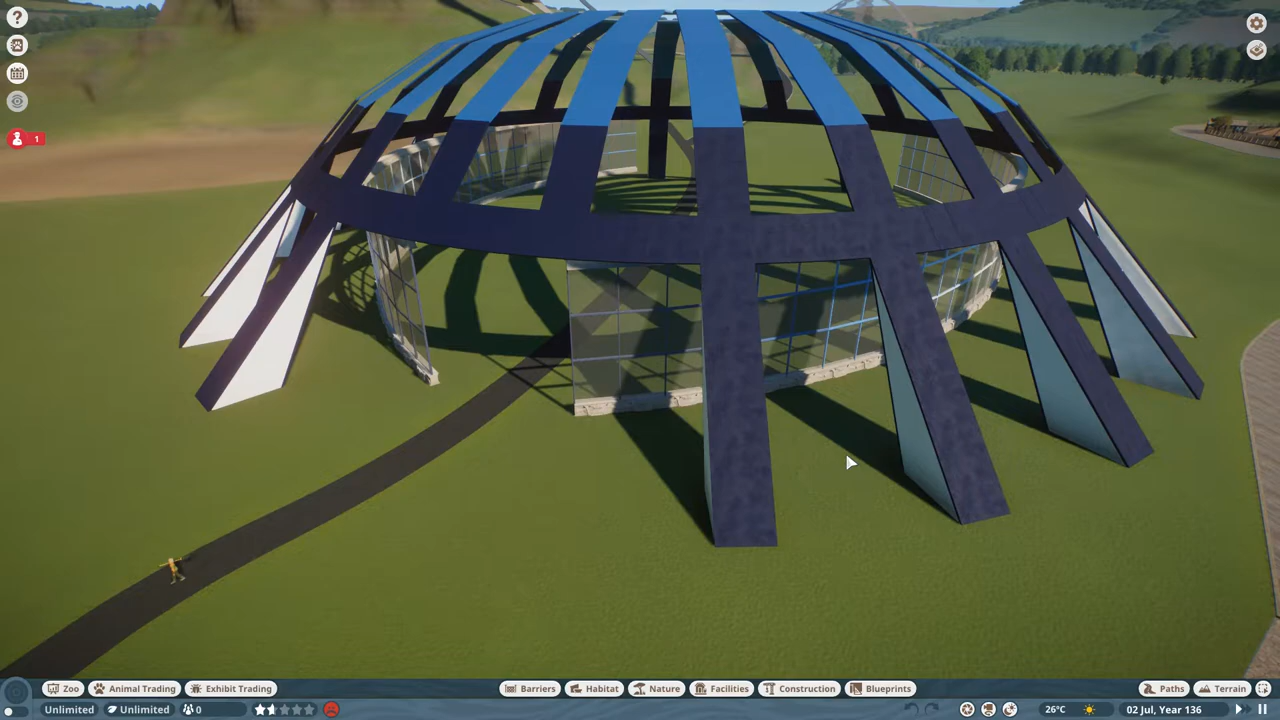 ?
1
Zoo
Animal Trading
Exhibit Trading
Barriers
Habitat
Nature
Facilities
Construction
Blueprints
Paths
Terrain
Unlimited
Unlimited
0
26°C
02 Jul, Year 136